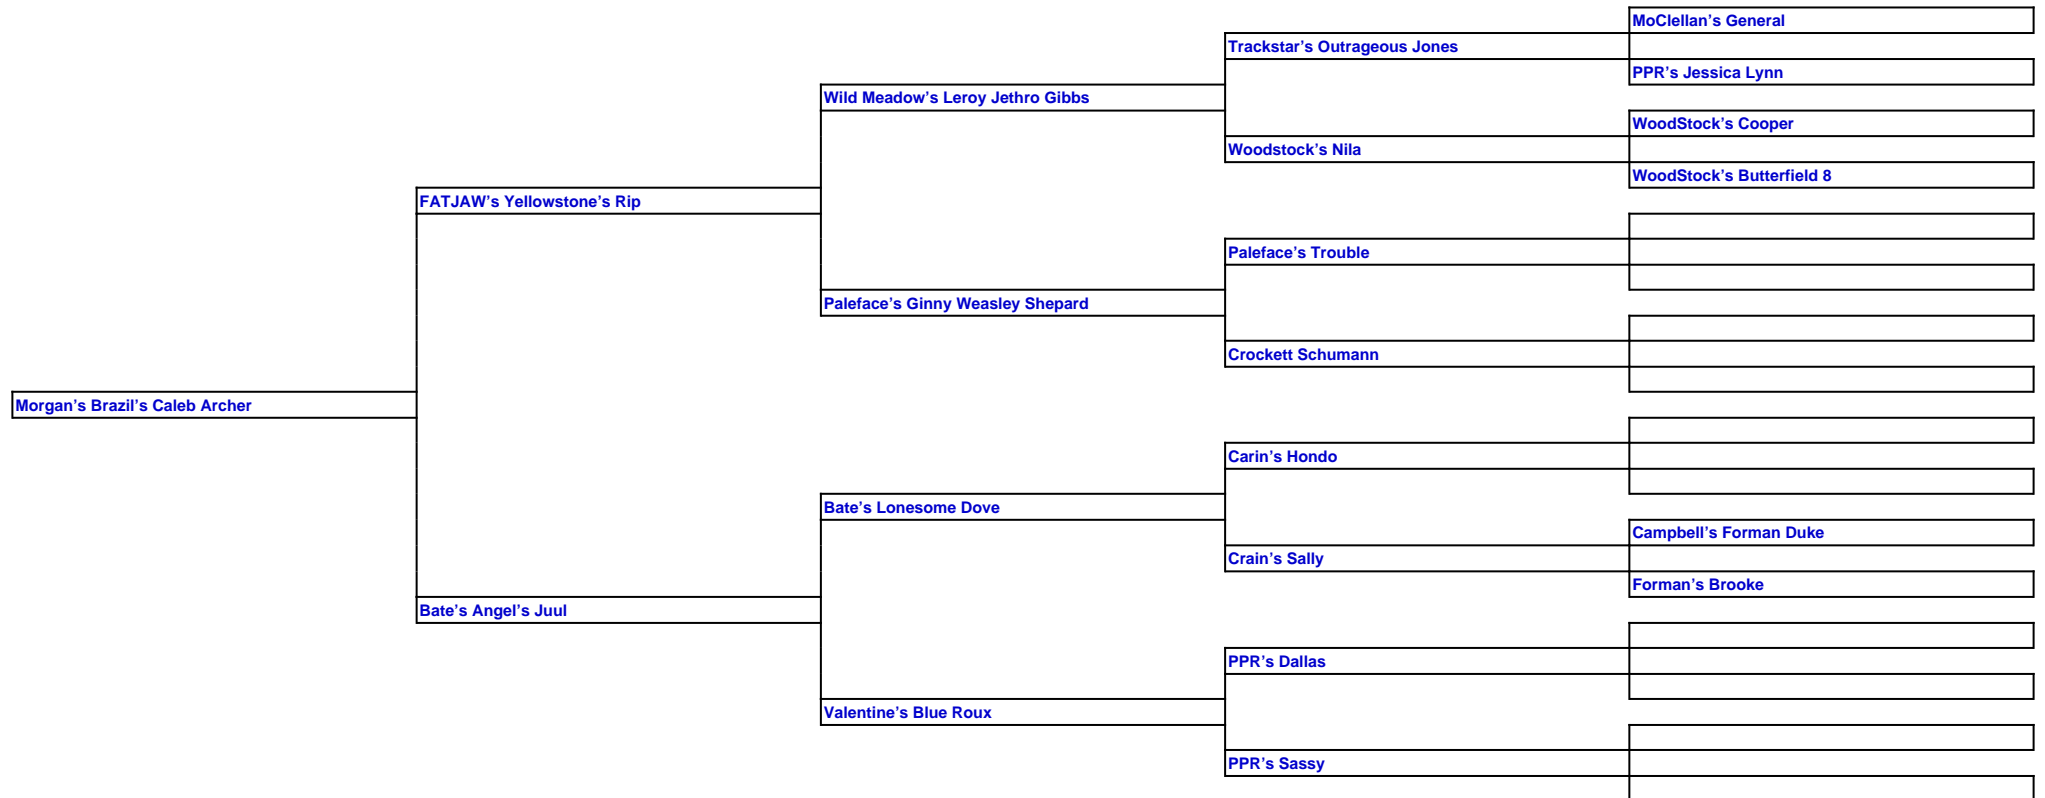 MoClellan’s General
Trackstar’s Outrageous Jones
PPR’s Jessica Lynn
Wild Meadow’s Leroy Jethro Gibbs
WoodStock’s Cooper
Woodstock’s Nila
WoodStock’s Butterfield 8
FATJAW’s Yellowstone’s Rip
Paleface’s Trouble
Paleface’s Ginny Weasley Shepard
Crockett Schumann
Morgan’s Brazil’s Caleb Archer
Carin’s Hondo
Bate’s Lonesome Dove
Campbell’s Forman Duke
Crain’s Sally
Forman’s Brooke
Bate’s Angel’s Juul
PPR’s Dallas
Valentine’s Blue Roux
PPR’s Sassy